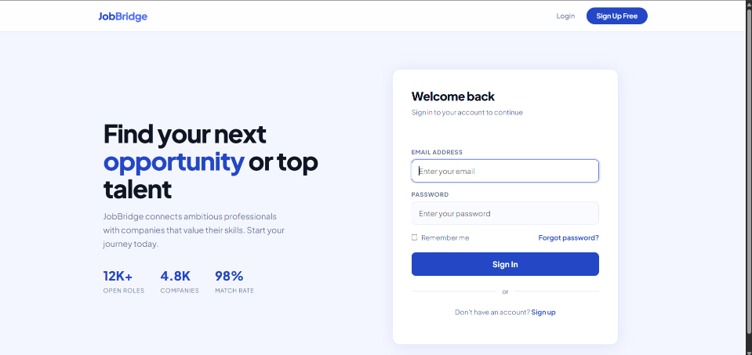 JobBridge
Login
Sign Up Free
Find your next
opportunity or top
talent
JobBridge connects ambitious professionals
with companies that value their skills. Start your
journey today.
12K+
OPEN ROLES
4.8K
COMPANIES
98%
MATCH RATE
Welcome back
Sign in to your account to continue
EMAIL ADDRESS
Enter your email
PASSWORD
Enter your password
Remember me
Forgot password?
Sign In
or
Don't have an account? Sign up